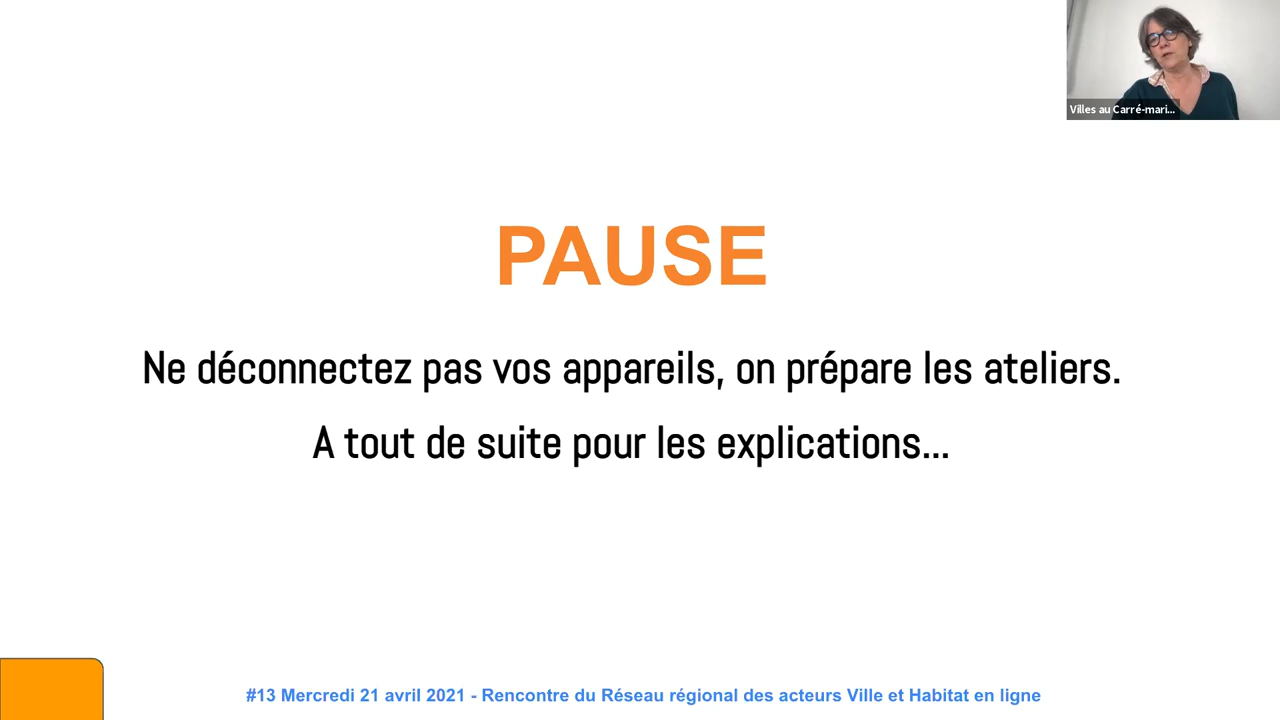 Villes au Carré-mari...
PAUSE
Ne déconnectez pas vos appareils, on prépare les ateliers.
A tout de suite pour les explications...
#13 Mercredi 21 avril 2021 - Rencontre du Réseau régional des acteurs Ville et Habitat en ligne